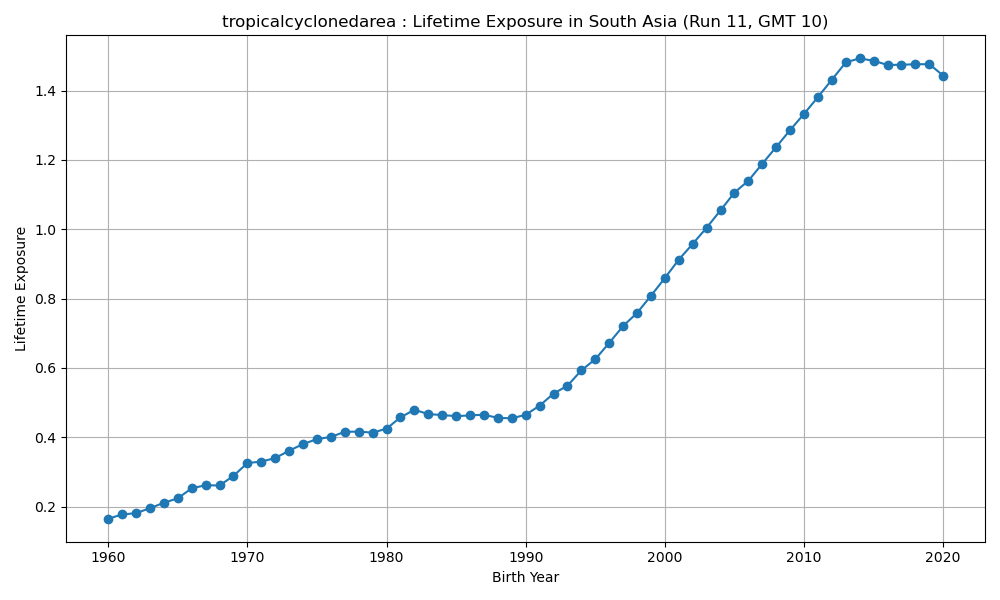 tropicalcyclonedarea : Lifetime Exposure in South Asia (Run 11, GMT 10)
Lifetime Exposure
1.4
1.2
1.0
0.8
0.6
0.4
0.2
1960 1970 1980 1990 2000 2010 2020
Birth Year